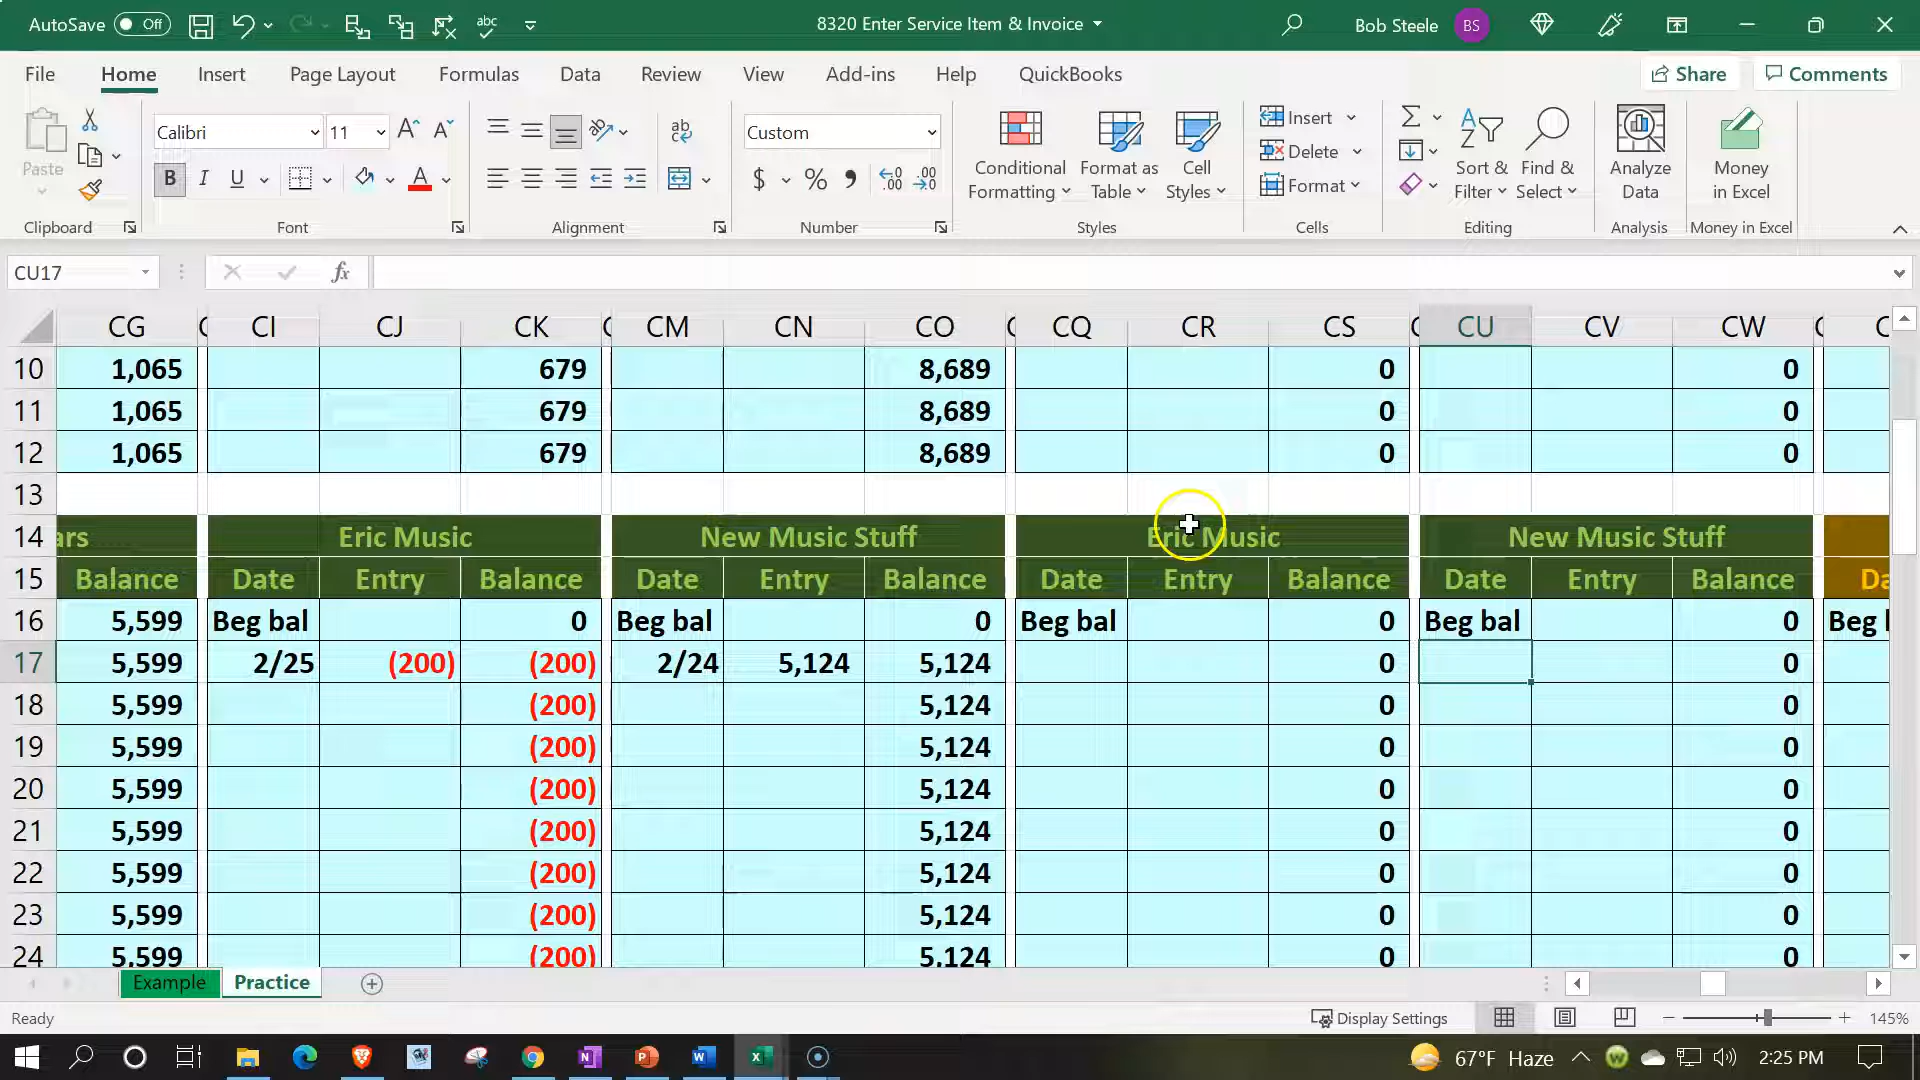 AutoSave Off abc 8320 Enter Service Item & Invoice Bob Steele BS
File Home Insert Page Layout Formulas Data Review View Add-ins Help QuickBooks Share Comments
Calibri 11 A A ab Custom Insert
Paste Conditional Formatting Format as Table Cell Styles Delete Sort & Filter Find & Select Analyze Data Money in Excel
B I U A $ % Format
Clipboard Font Alignment Number Styles Cells Editing Analysis Money in Excel
CU17 fx
CG CI CJ CK CM CN CO CQ CR CS CU CV CW
10 1,065 679 8,689 0 0
11 1,065 679 8,689 0 0
12 1,065 679 8,689 0 0
13
14 ars Eric Music New Music Stuff Eric Music New Music Stuff
15 Balance Date Entry Balance Date Entry Balance Date Entry Balance Date Entry Balance Da
16 5,599 Beg bal 0 Beg bal 0 Beg bal 0 Beg bal 0 Beg
17 5,599 2/25 (200) (200) 2/24 5,124 5,124 0 0
18 5,599 (200) 5,124 0 0
19 5,599 (200) 5,124 0 0
20 5,599 (200) 5,124 0 0
21 5,599 (200) 5,124 0 0
22 5,599 (200) 5,124 0 0
23 5,599 (200) 5,124 0 0
24 5,599 (200) 5,124 0 0
Example Practice
Ready Display Settings 145%
67°F Haze 2:25 PM